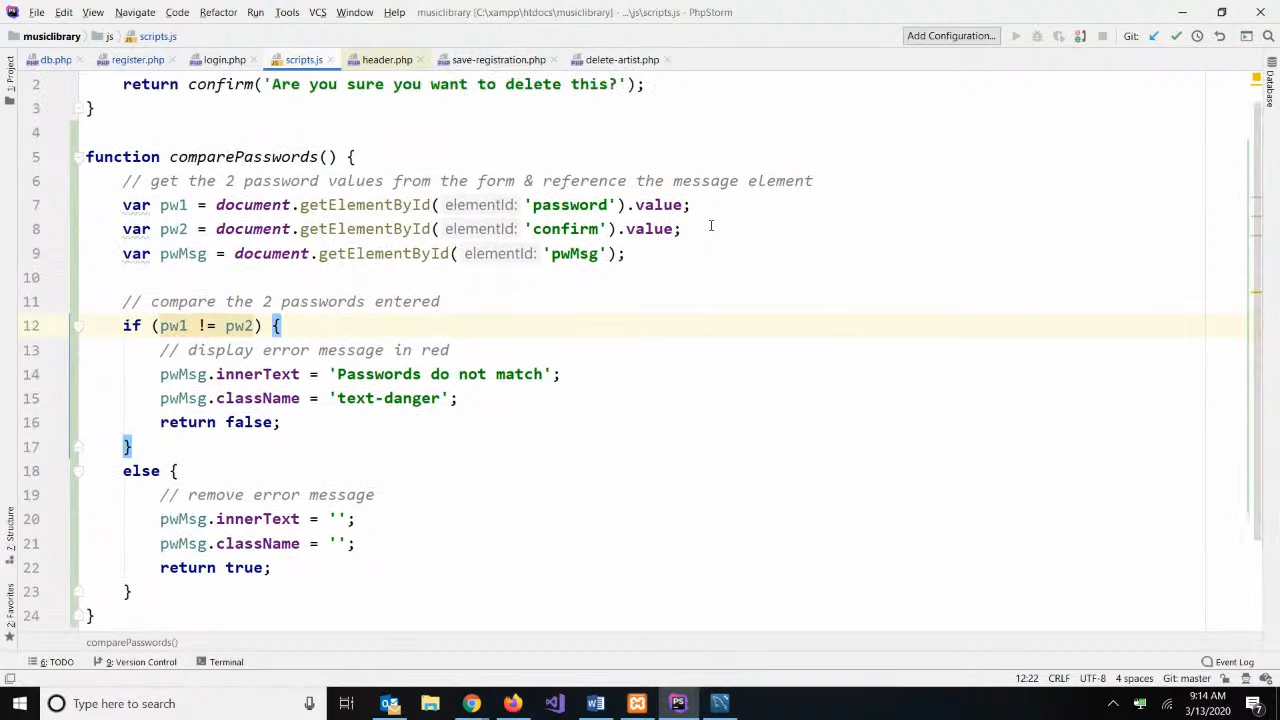 File Edit View Navigate Code Refactor Run Tools VCS Window Help musiclibrary [C:\xampp\htdocs\musiclibrary] - ...\js\scripts.js - PhpStorm
musiclibrary js scripts.js Add Configuration... Git:
db.php register.php login.php scripts.js header.php save-registration.php delete-artist.php
1: Project
Database
2 return confirm('Are you sure you want to delete this?');
3 }
4
5 function comparePasswords() {
6 // get the 2 password values from the form & reference the message element
7 var pw1 = document.getElementById( elementId: 'password').value;
8 var pw2 = document.getElementById( elementId: 'confirm').value;
9 var pwMsg = document.getElementById( elementId: 'pwMsg');
10
11 // compare the 2 passwords entered
12 if (pw1 != pw2) {
13 // display error message in red
14 pwMsg.innerText = 'Passwords do not match';
15 pwMsg.className = 'text-danger';
16 return false;
17 }
18 else {
19 // remove error message
20 pwMsg.innerText = '';
21 pwMsg.className = '';
22 return true;
23 }
24 }
7: Structure
2: Favorites
comparePasswords()
6: TODO 9: Version Control Terminal Event Log
12:22 CRLF UTF-8 4 spaces Git: master
Type here to search
9:14 AM
3/13/2020
7